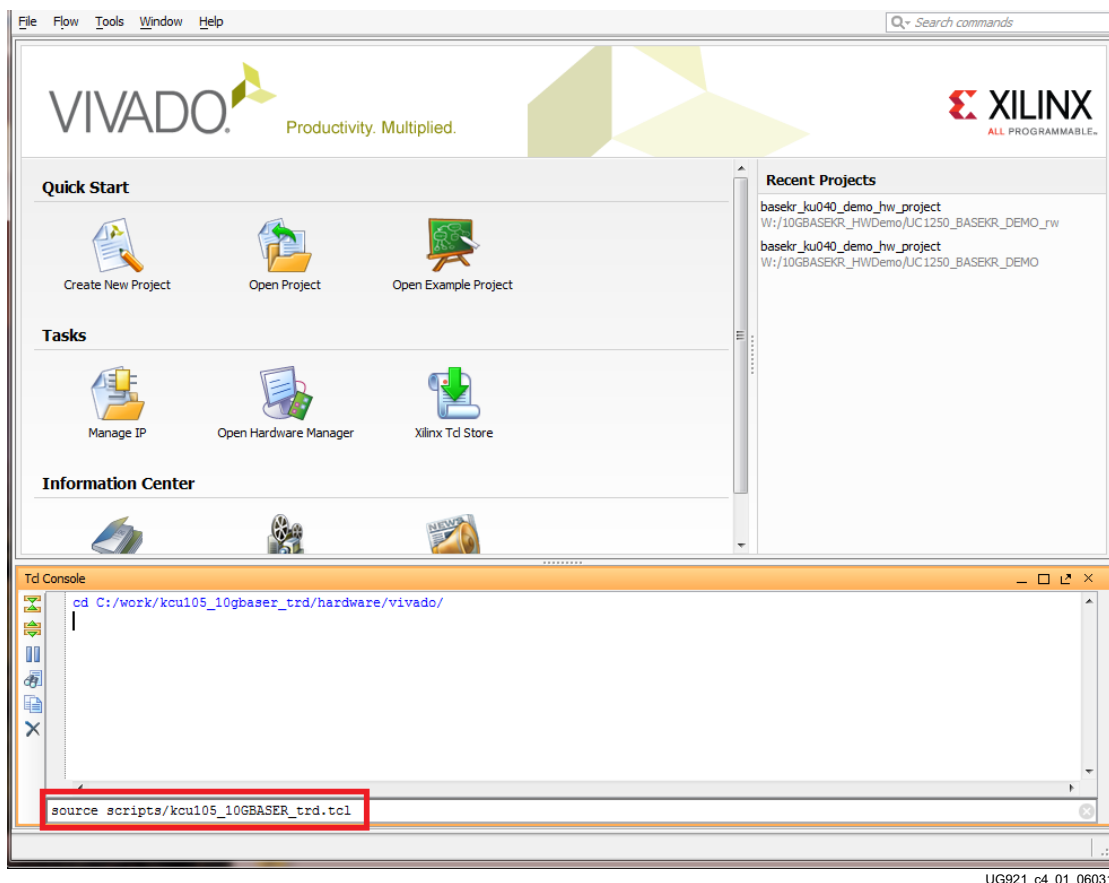 File Flow Tools Window Help
Search commands
VIVADO.
Productivity. Multiplied.
XILINX
ALL PROGRAMMABLE.
Quick Start
Create New Project
Open Project
Open Example Project
Tasks
Manage IP
Open Hardware Manager
Xilinx Tcl Store
Information Center
NEWS
Recent Projects
basekr_ku040_demo_hw_project
W:/10GBASEKR_HWDemo/UC1250_BASEKR_DEMO_rw
basekr_ku040_demo_hw_project
W:/10GBASEKR_HWDemo/UC1250_BASEKR_DEMO
Tcl Console
cd C:/work/kcu105_10gbaser_trd/hardware/vivado/
source scripts/kcu105_10GBASER_trd.tcl